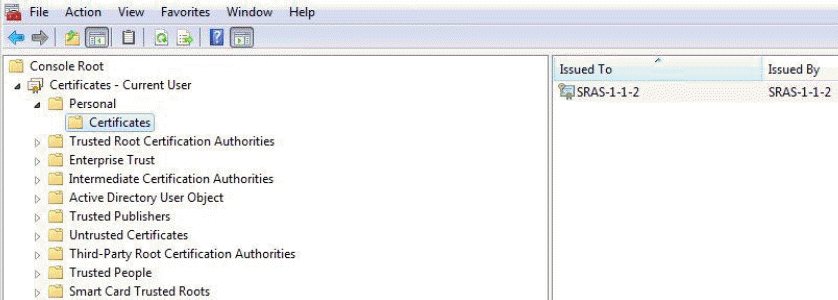 File Action View Favorites Window Help
Console Root
Certificates - Current User
Personal
Certificates
Trusted Root Certification Authorities
Enterprise Trust
Intermediate Certification Authorities
Active Directory User Object
Trusted Publishers
Untrusted Certificates
Third-Party Root Certification Authorities
Trusted People
Smart Card Trusted Roots
Issued To Issued By
SRAS-1-1-2 SRAS-1-1-2